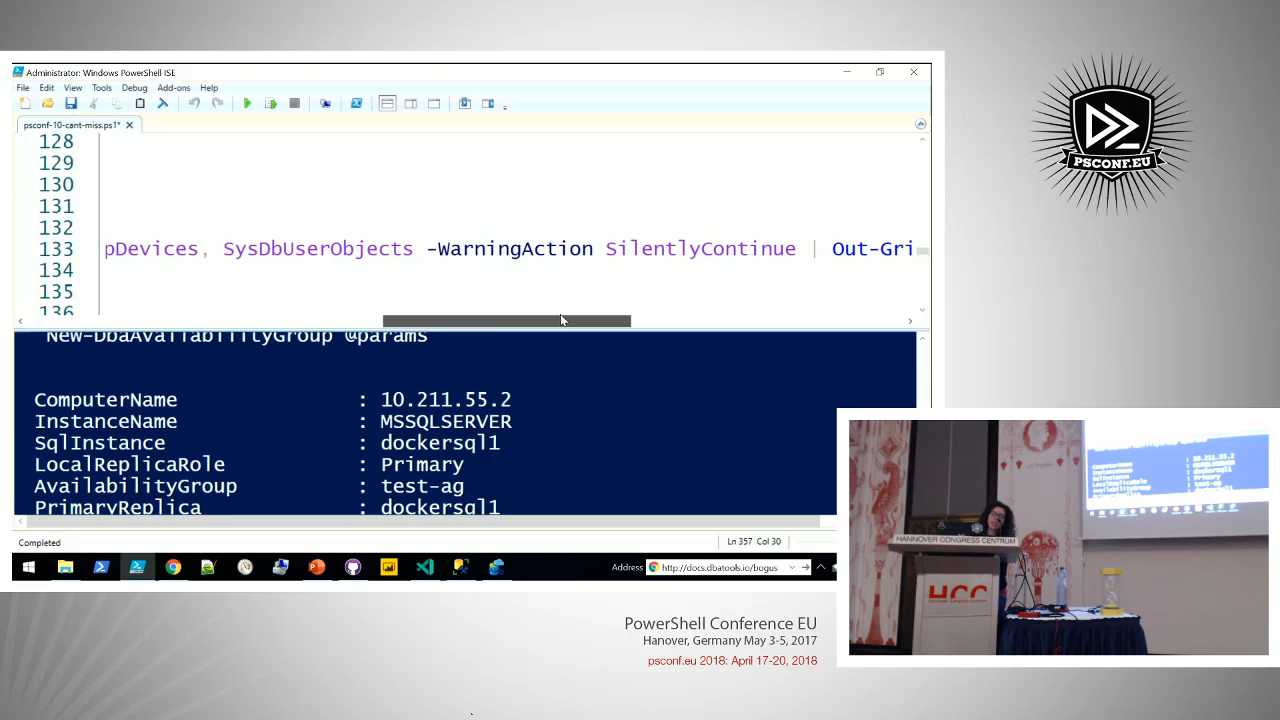 Administrator: Windows PowerShell ISE
File Edit View Tools Debug Add-ons Help
psconf-10-cant-miss.ps1*
128
129
130
131
132
133 pDevices, SysDbUserObjects -WarningAction SilentlyContinue | Out-Gri
134
135
136
New-DbaAvailabilityGroup @params
ComputerName : 10.211.55.2
InstanceName : MSSQLSERVER
SqlInstance : dockersql1
LocalReplicaRole : Primary
AvailabilityGroup : test-ag
PrimaryReplica : dockersql1
Completed
Ln 357 Col 30
Address http://docs.dbatools.io/bogus
PSCONF.EU
HANNOVER CONGRESS CENTRUM
HCC
PowerShell Conference EU
Hanover, Germany May 3-5, 2017
psconf.eu 2018: April 17-20, 2018